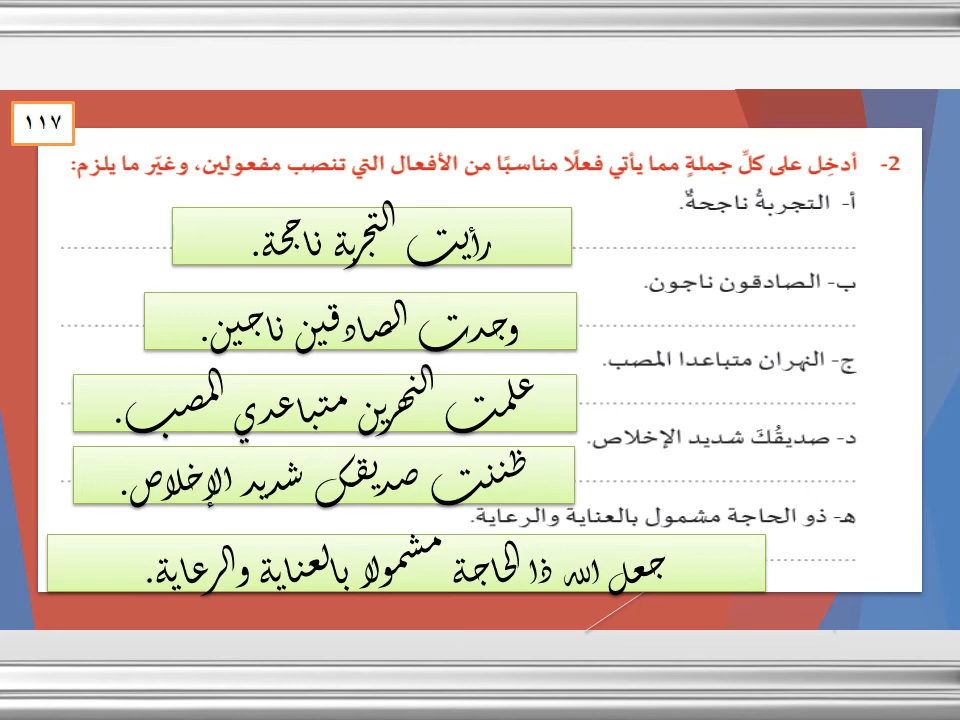 ١١٧
2- أدخِل على كلِّ جملةٍ مما يأتي فعلًا مناسبًا من الأفعال التي تنصب مفعولين، وغيّر ما يلزم:
أ- التجربةُ ناجحةٌ.
رأيت التجربة ناجحة.
ب- الصادقون ناجون.
وجدت الصادقين ناجين.
ج- النهران متباعدا المصب.
علمت النهرين متباعدي المصب.
د- صديقُكَ شديد الإخلاص.
ظننت صديقك شديد الإخلاص.
هـ- ذو الحاجة مشمول بالعناية والرعاية.
جعل الله ذا الحاجة مشمولا بالعناية والرعاية.